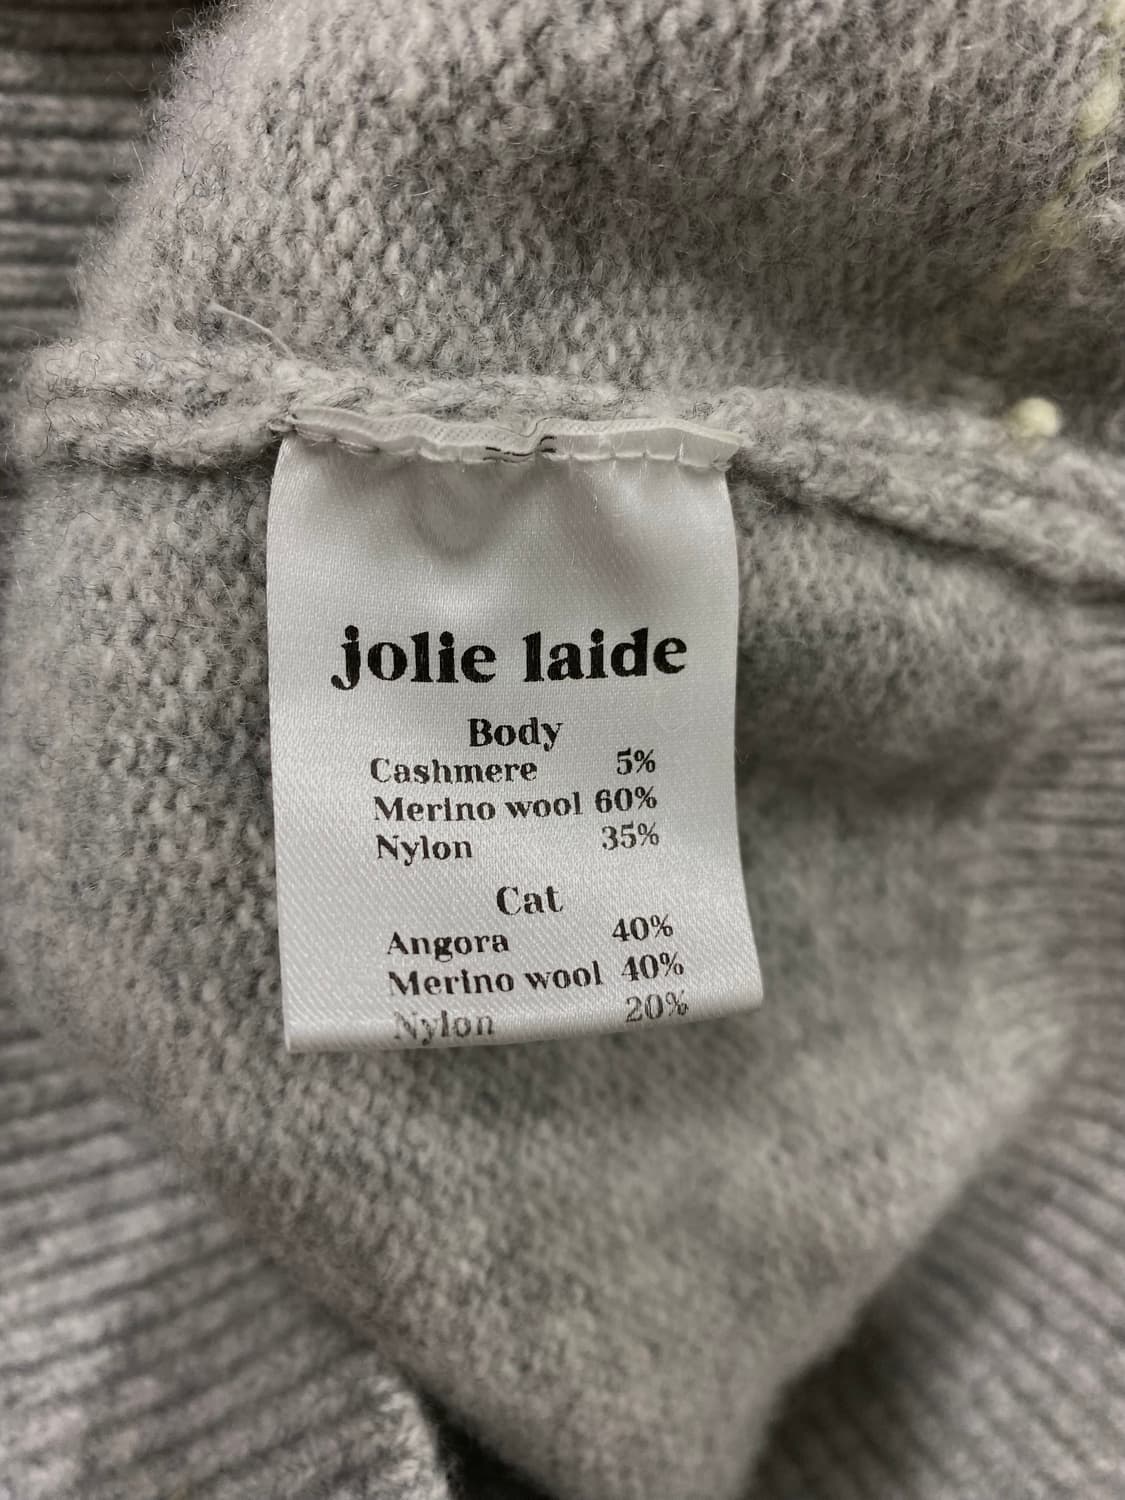 jolie laide
Body
Cashmere 5%
Merino wool 60%
Nylon 35%
Cat
Angora 40%
Merino wool 40%
Nylon 20%